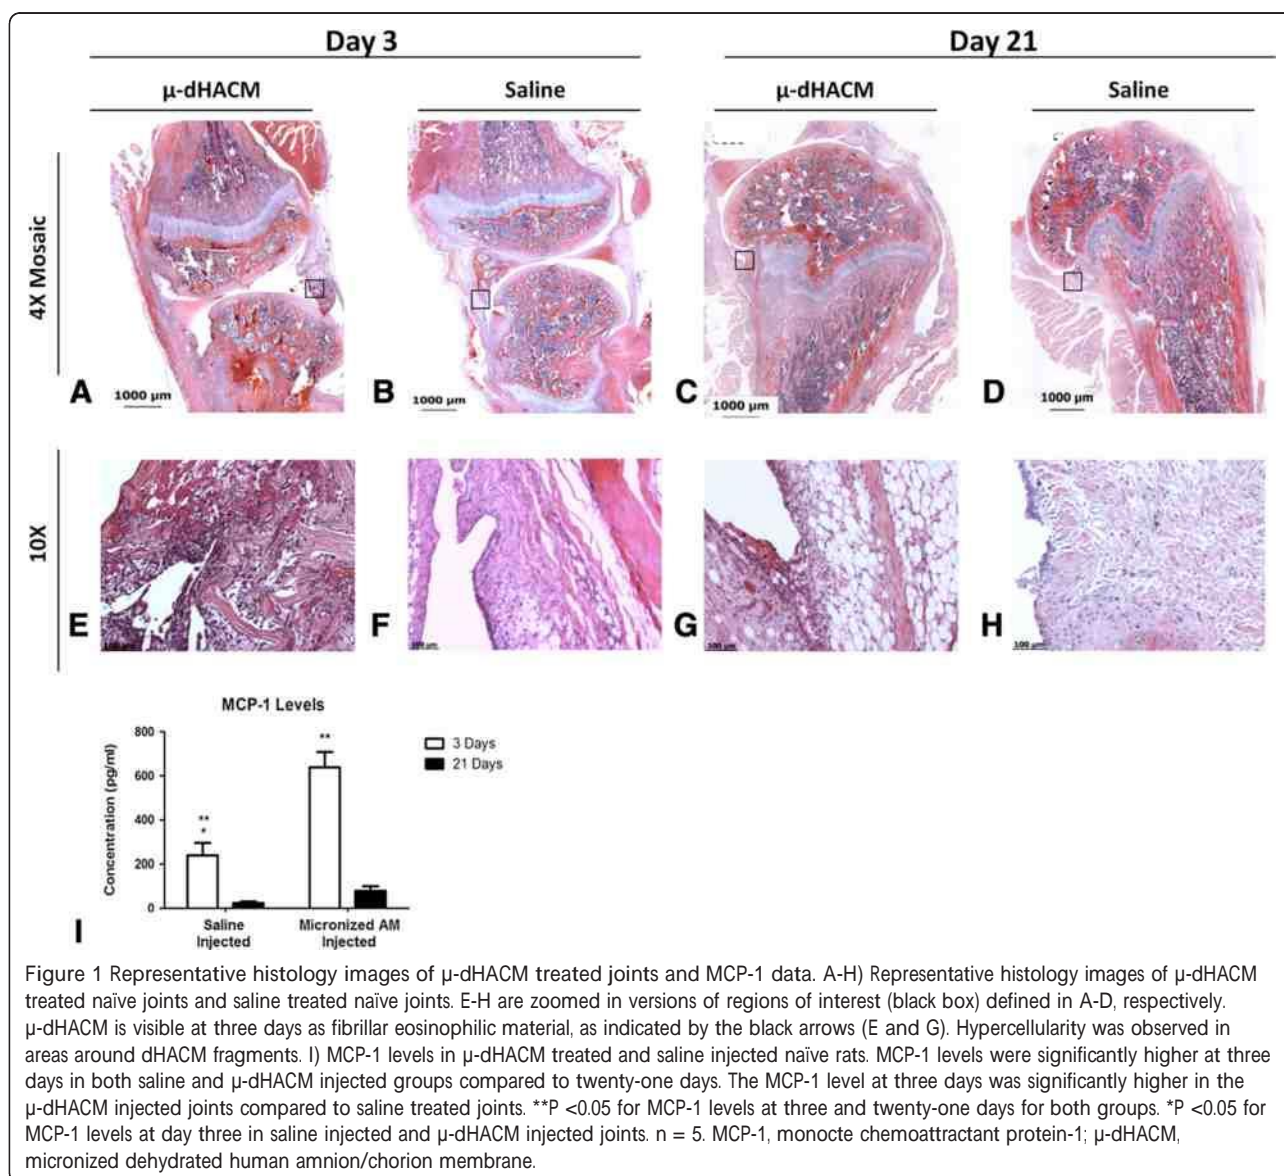 Day 3
Day 21
μ-dHACM
Saline
μ-dHACM
Saline
4X Mosaic
A
1000 μm
B
1000 μm
C
1000 μm
D
1000 μm
10X
E
100 μm
F
100 μm
G
100 μm
H
100 μm
MCP-1 Levels
Concentration (pg/ml)
800
600
400
200
0
**
*
**
3 Days
21 Days
Saline
Injected
Micronized AM
Injected
I
Figure 1 Representative histology images of μ-dHACM treated joints and MCP-1 data. A-H) Representative histology images of μ-dHACM
treated naïve joints and saline treated naïve joints. E-H are zoomed in versions of regions of interest (black box) defined in A-D, respectively.
μ-dHACM is visible at three days as fibrillar eosinophilic material, as indicated by the black arrows (E and G). Hypercellularity was observed in
areas around dHACM fragments. I) MCP-1 levels in μ-dHACM treated and saline injected naïve rats. MCP-1 levels were significantly higher at three
days in both saline and μ-dHACM injected groups compared to twenty-one days. The MCP-1 level at three days was significantly higher in the
μ-dHACM injected joints compared to saline treated joints. **P <0.05 for MCP-1 levels at three and twenty-one days for both groups. *P <0.05 for
MCP-1 levels at day three in saline injected and μ-dHACM injected joints. n = 5. MCP-1, monocte chemoattractant protein-1; μ-dHACM,
micronized dehydrated human amnion/chorion membrane.